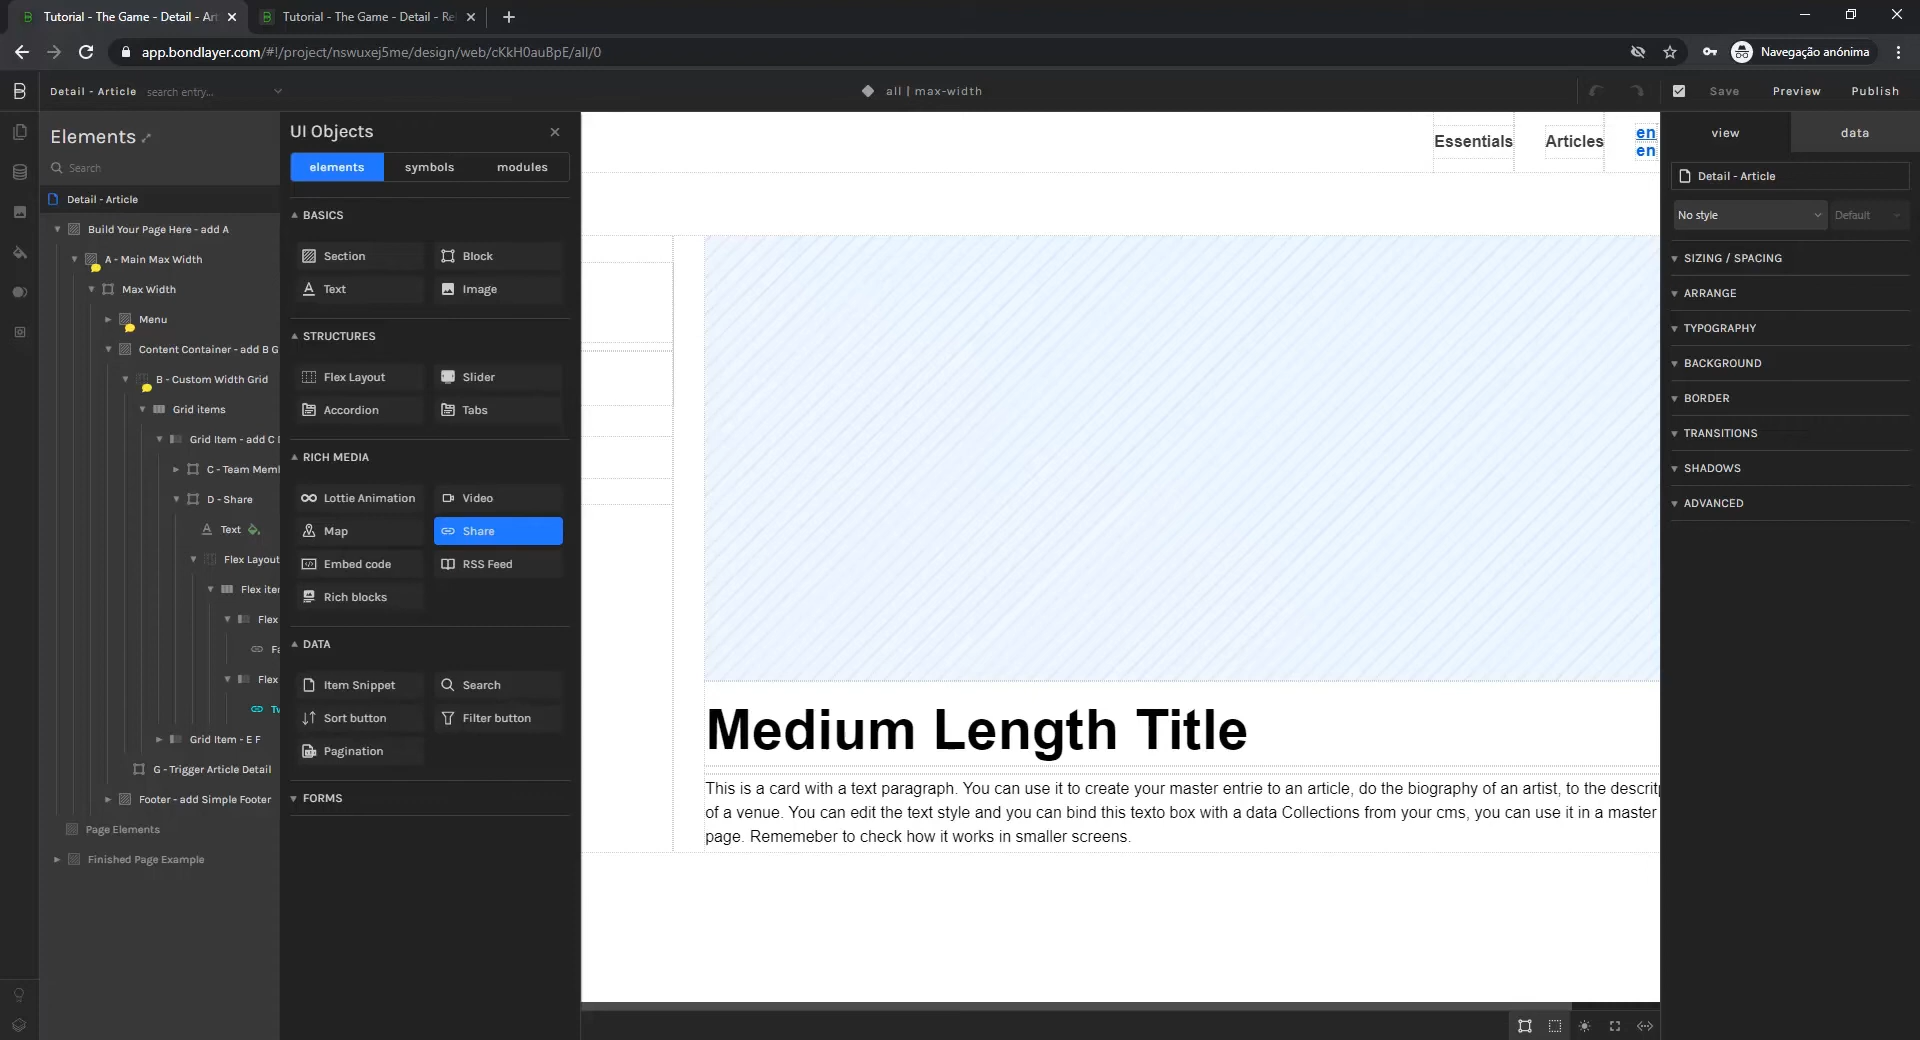 Tutorial - The Game - Detail - Art
Tutorial - The Game - Detail - Re
app.bondlayer.com/#!/project/nswuxej5me/design/web/cKkH0auBpE/all/0
Navegação anónima
Detail - Article
search entry...
all | max-width
Save
Preview
Publish
Elements
Search
Detail - Article
Build Your Page Here - add A
A - Main Max Width
Max Width
Menu
Content Container - add B G
B - Custom Width Grid
Grid items
Grid Item - add C D
C - Team Mem
D - Share
Text
Flex Layout
Flex iter
Flex
Fa
Flex
Tw
Grid Item - E F
G - Trigger Article Detail
Footer - add Simple Footer
Page Elements
Finished Page Example
UI Objects
elements
symbols
modules
BASICS
Section
Block
Text
Image
STRUCTURES
Flex Layout
Slider
Accordion
Tabs
RICH MEDIA
Lottie Animation
Video
Map
Share
Embed code
RSS Feed
Rich blocks
DATA
Item Snippet
Search
Sort button
Filter button
Pagination
FORMS
Essentials
Articles
en
en
Medium Length Title
This is a card with a text paragraph. You can use it to create your master entrie to an article, do the biography of an artist, to the descrip
of a venue. You can edit the text style and you can bind this texto box with a data Collections from your cms, you can use it in a master
page. Rememeber to check how it works in smaller screens.
view
data
Detail - Article
No style
Default
SIZING / SPACING
ARRANGE
TYPOGRAPHY
BACKGROUND
BORDER
TRANSITIONS
SHADOWS
ADVANCED